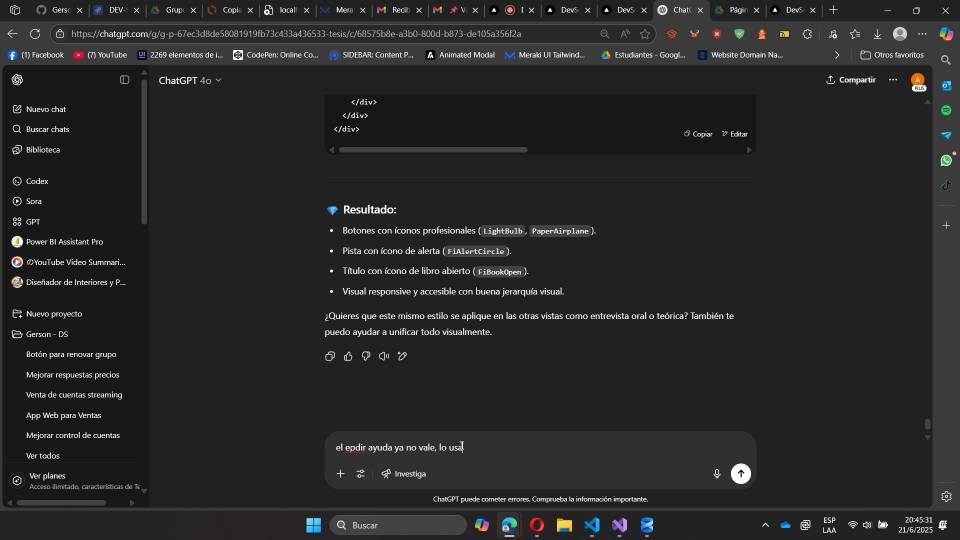 Gerson
DEV-
Grupo
Copia
localh
Mera
Recib
DevS
DevS
ChatG
Págin
DevS
https://chatgpt.com/g/g-p-67ec3d8de58081919fb73c433a436533-tesis/c/68575b8e-a3b0-800d-b873-de105a356f2a
(1) Facebook
(7) YouTube
2269 elementos de i...
CodePen: Online Co...
SIDEBAR: Content P...
Animated Modal
Meraki UI Tailwind...
Estudiantes - Googl...
Website Domain Na...
Otros favoritos
ChatGPT 4o
Compartir
PLUS
Nuevo chat
Buscar chats
Biblioteca
Codex
Sora
GPT
Power BI Assistant Pro
YouTube Video Summari...
Diseñador de Interiores y P...
Nuevo proyecto
Gerson - DS
Botón para renovar grupo
Mejorar respuestas precios
Venta de cuentas streaming
App Web para Ventas
Mejorar control de cuentas
Ver todos
Ver planes
Acceso ilimitado, características de Te
</div>
</div>
</div>
Copiar
Editar
Resultado:
• Botones con íconos profesionales (LightBulb, PaperAirplane).
• Pista con ícono de alerta (FiAlertCircle).
• Título con ícono de libro abierto (FiBookOpen).
• Visual responsive y accesible con buena jerarquía visual.
¿Quieres que este mismo estilo se aplique en las otras vistas como entrevista oral o teórica? También te
puedo ayudar a unificar todo visualmente.
el epdir ayuda ya no vale, lo usa
Investiga
ChatGPT puede cometer errores. Comprueba la información importante.
Buscar
ESP
LAA
20:45:31
21/6/2025